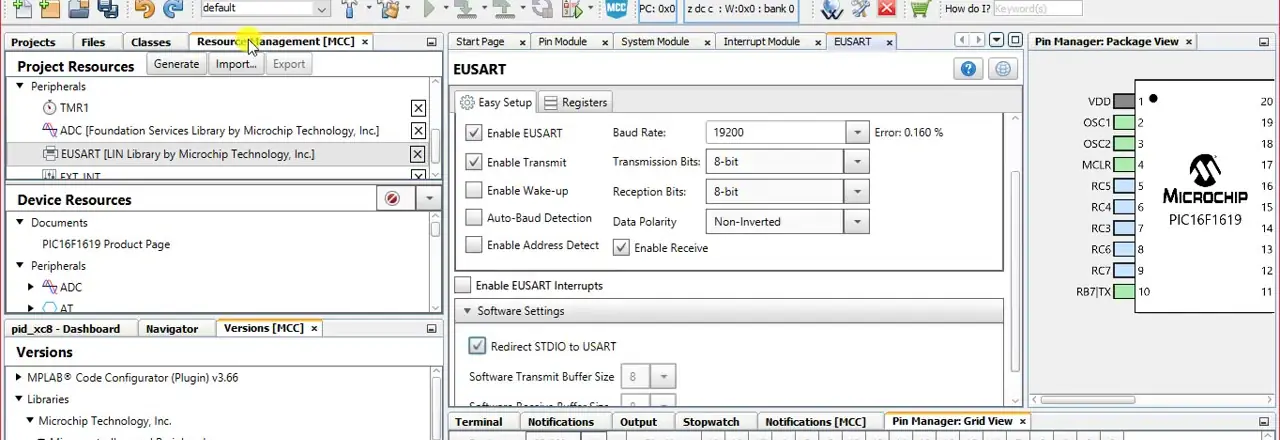 default
MCC
PC: 0x0
z dc c : W:0x0 : bank 0
How do I?
Keyword(s)
Projects
Files
Classes
Resource Management [MCC]
Project Resources
Generate
Import...
Export
Peripherals
TMR1
ADC [Foundation Services Library by Microchip Technology, Inc.]
EUSART [LIN Library by Microchip Technology, Inc.]
EXT_INT
Device Resources
Documents
PIC16F1619 Product Page
Peripherals
ADC
AT
pid_xc8 - Dashboard
Navigator
Versions [MCC]
Versions
MPLAB® Code Configurator (Plugin) v3.66
Libraries
Microchip Technology, Inc.
Start Page
Pin Module
System Module
Interrupt Module
EUSART
EUSART
Easy Setup
Registers
Enable EUSART
Baud Rate:
19200
Error: 0.160 %
Enable Transmit
Transmission Bits:
8-bit
Enable Wake-up
Reception Bits:
8-bit
Auto-Baud Detection
Data Polarity
Non-Inverted
Enable Address Detect
Enable Receive
Enable EUSART Interrupts
Software Settings
Redirect STDIO to USART
Software Transmit Buffer Size
8
Software Receive Buffer Size
Terminal
Notifications
Output
Stopwatch
Notifications [MCC]
Pin Manager: Grid View
Pin Manager: Package View
VDD 1 20
OSC1 2 19
OSC2 3 18
MCLR 4 17
RC5 5 16
RC4 6 15
RC3 7 14
RC6 8 13
RC7 9 12
RB7|TX 10 11
MICROCHIP
PIC16F1619